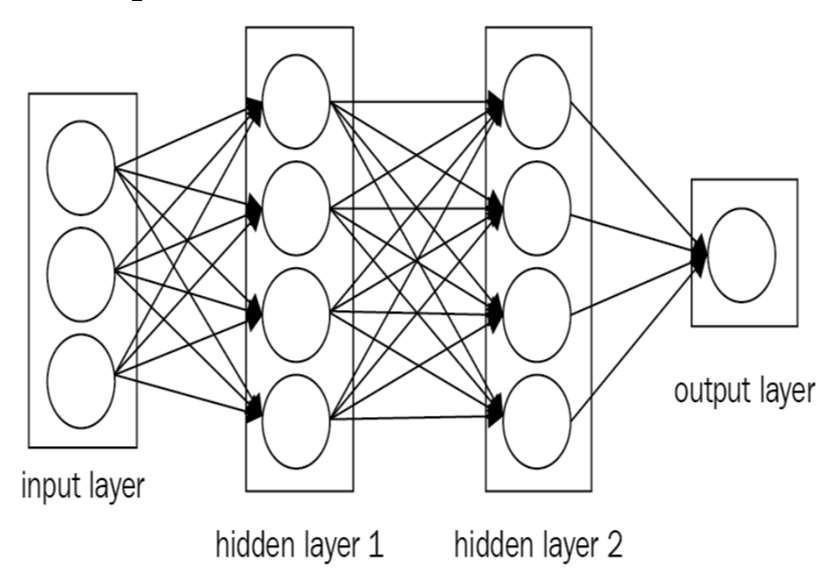 output layer
input layer
hidden layer 1
hidden layer 2